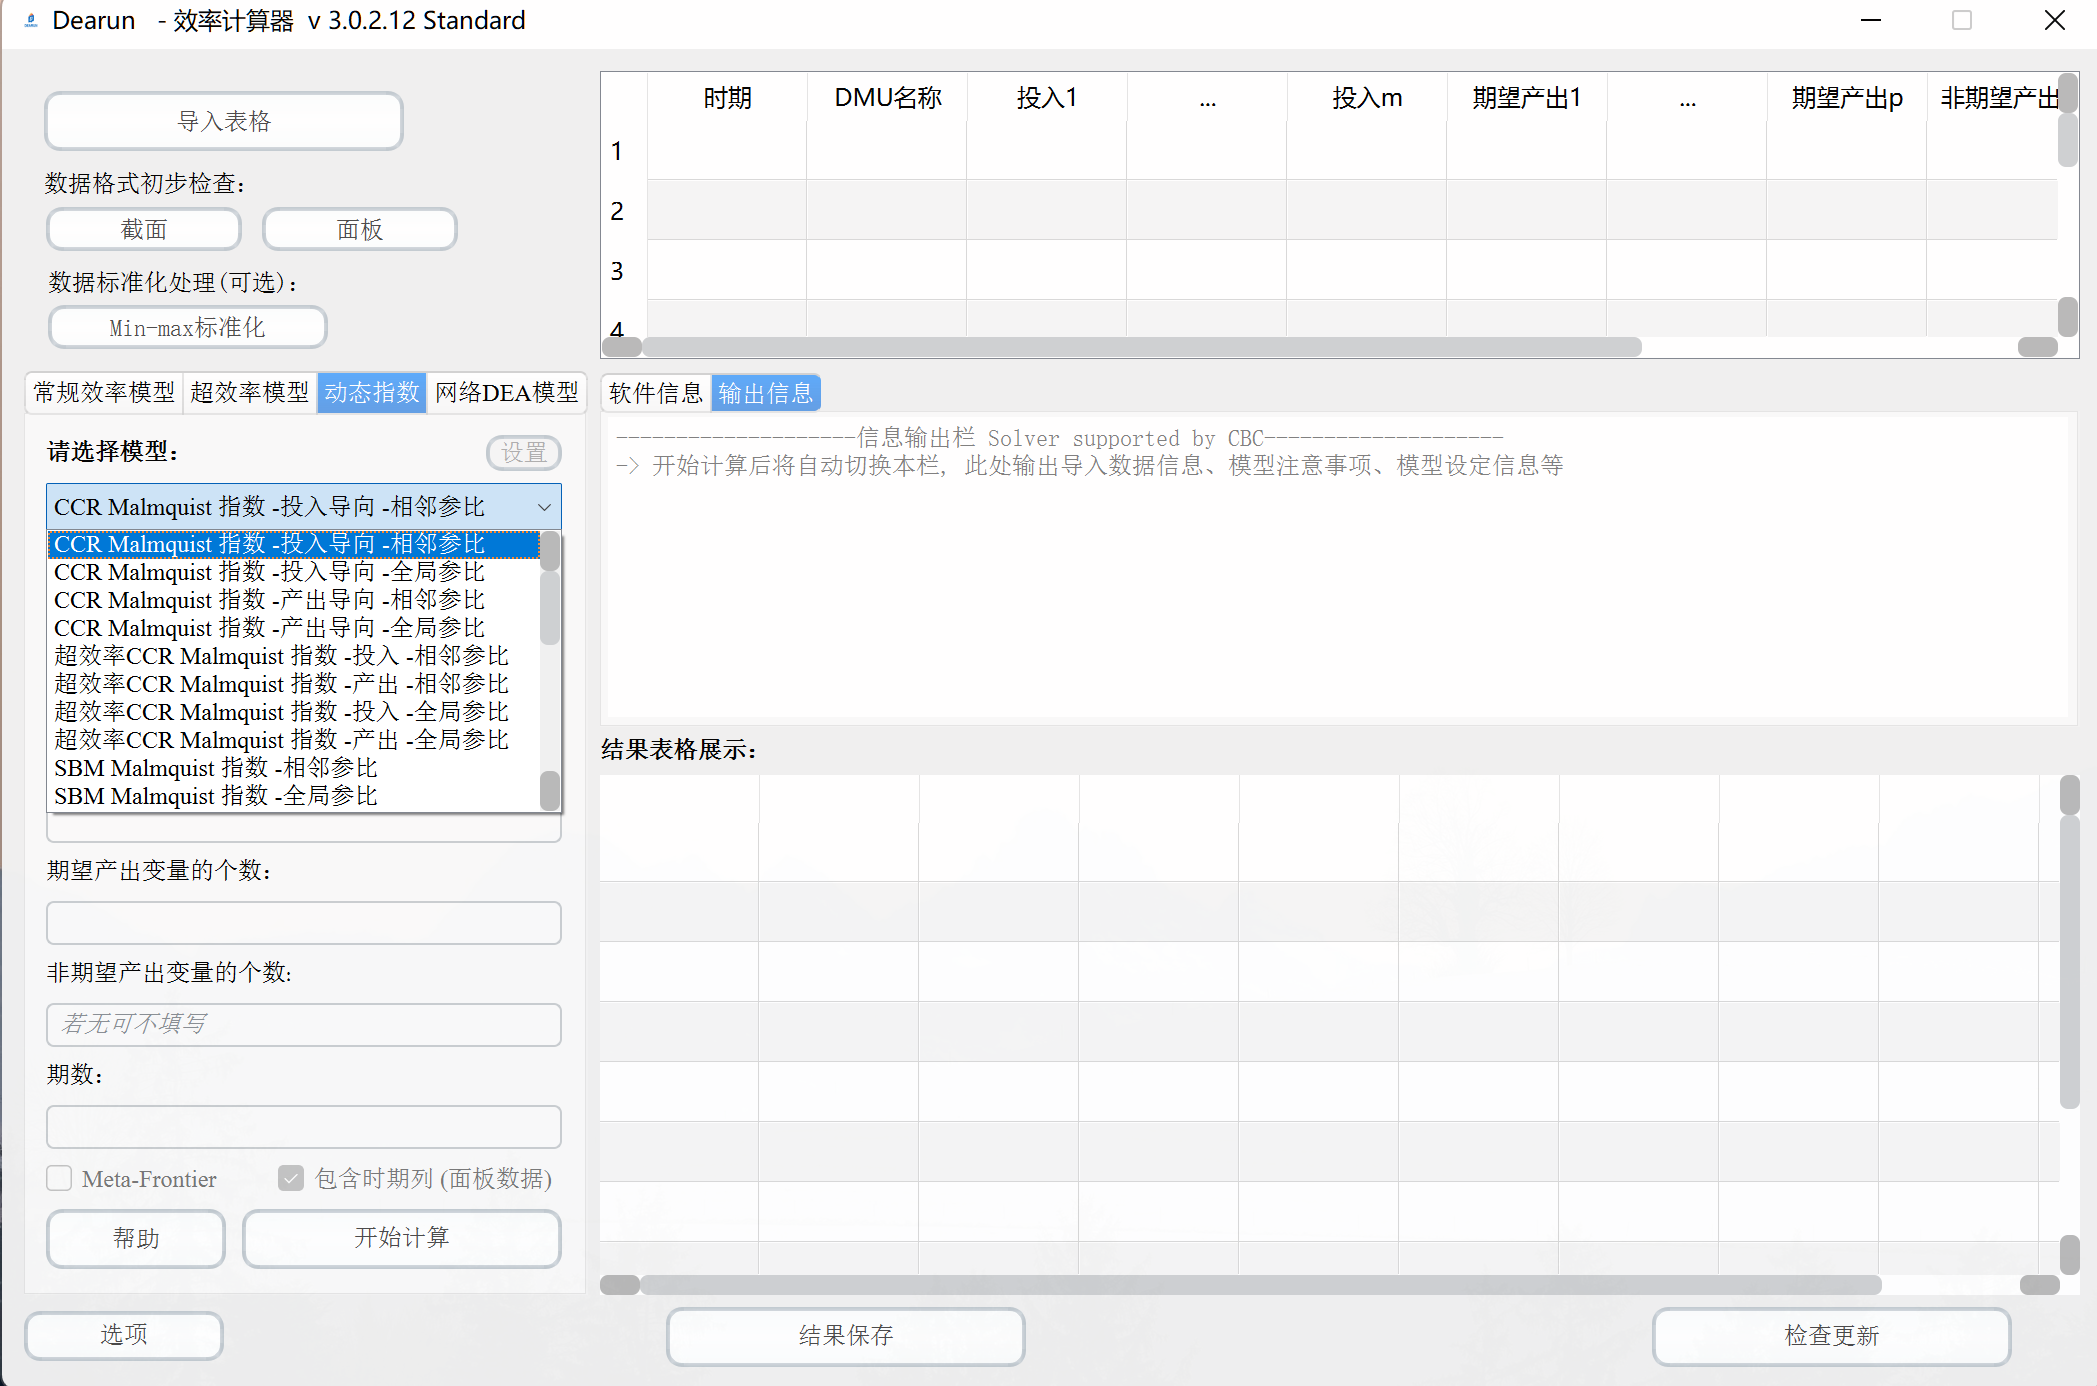 Dearun - 效率计算器 v 3.0.2.12 Standard
导入表格
数据格式初步检查：
截面 面板
数据标准化处理(可选)：
Min-max标准化
时期 DMU名称 投入1 ... 投入m 期望产出1 ... 期望产出p 非期望产出
1
2
3
4
常规效率模型 超效率模型 动态指数 网络DEA模型
请选择模型： 设置
CCR Malmquist 指数 -投入导向 -相邻参比
CCR Malmquist 指数 -投入导向 -相邻参比
CCR Malmquist 指数 -投入导向 -全局参比
CCR Malmquist 指数 -产出导向 -相邻参比
CCR Malmquist 指数 -产出导向 -全局参比
超效率CCR Malmquist 指数 -投入 -相邻参比
超效率CCR Malmquist 指数 -产出 -相邻参比
超效率CCR Malmquist 指数 -投入 -全局参比
超效率CCR Malmquist 指数 -产出 -全局参比
SBM Malmquist 指数 -相邻参比
SBM Malmquist 指数 -全局参比
期望产出变量的个数：
非期望产出变量的个数:
若无可不填写
期数：
Meta-Frontier 包含时期列 (面板数据)
帮助 开始计算
选项
软件信息 输出信息
--------------------信息输出栏 Solver supported by CBC--------------------
-> 开始计算后将自动切换本栏, 此处输出导入数据信息、模型注意事项、模型设定信息等
结果表格展示：
结果保存 检查更新